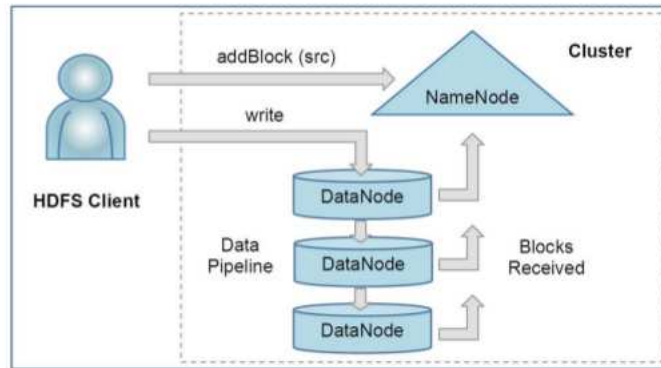 addBlock (src)
Cluster
NameNode
write
HDFS Client
DataNode
Data
Pipeline
DataNode
Blocks
Received
DataNode